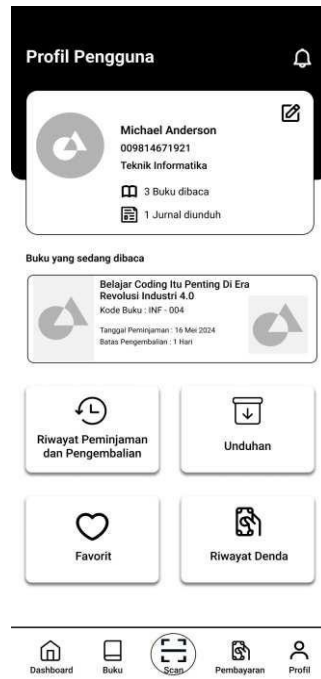 Profil Pengguna
Michael Anderson
009814671921
Teknik Informatika
3 Buku dibaca
1 Jurnal diunduh
Buku yang sedang dibaca
Belajar Coding Itu Penting Di Era
Revolusi Industri 4.0
Kode Buku : INF - 004
Tanggal Peminjaman : 16 Mei 2024
Batas Pengembalian : 1 Hari
Riwayat Peminjaman
dan Pengembalian
Unduhan
Favorit
Riwayat Denda
Dashboard
Buku
Scan
Pembayaran
Profil